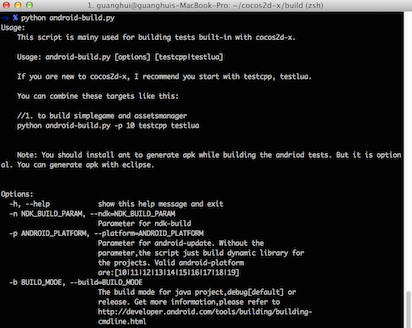 1. guanghui@guanghuis-MacBook-Pro: ~/cocos2d-x/build (zsh)
-> % python android-build.py
Usage:
This script is mainy used for building tests built-in with cocos2d-x.
Usage: python android-build.py [options] [testcpp|testlua]
If you are new to cocos2d-x, I recommend you start with testcpp, testlua.
You can combine these targets like this:
//1. to build simplegame and assetsmanager
python android-build.py -p 10 testcpp testlua
Note: You should install ant to generate apk while building the andriod tests. But it is option
al. You can generate apk with eclipse.
Options:
-h, --help show this help message and exit
-n NDK_BUILD_PARAM, --ndk=NDK_BUILD_PARAM
Parameter for ndk-build
-p ANDROID_PLATFORM, --platform=ANDROID_PLATFORM
Parameter for android-update. Without the
parameter,the script just build dynamic library for
the projects. Valid android-platform
are:[10|11|12|13|14|15|16|17|18|19]
-b BUILD_MODE, --build=BUILD_MODE
The build mode for java project,debug[default] or
release. Get more information,please refer to
http://developer.android.com/tools/building/building-
cmdline.html